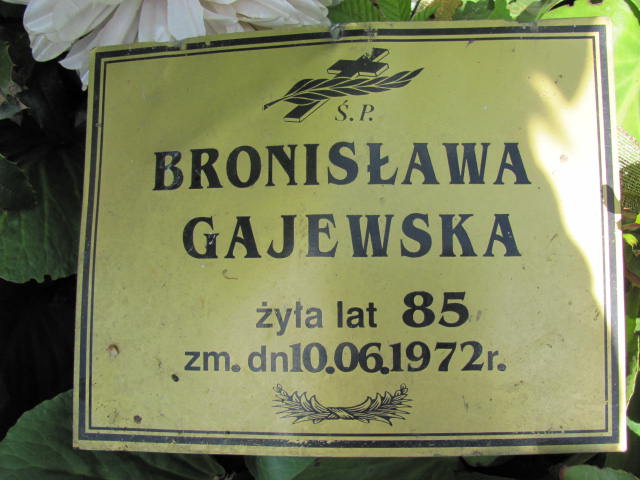 Ś.P.
BRONISŁAWA
GAJEWSKA
żyła lat 85
zm. dn10.06.1972r.